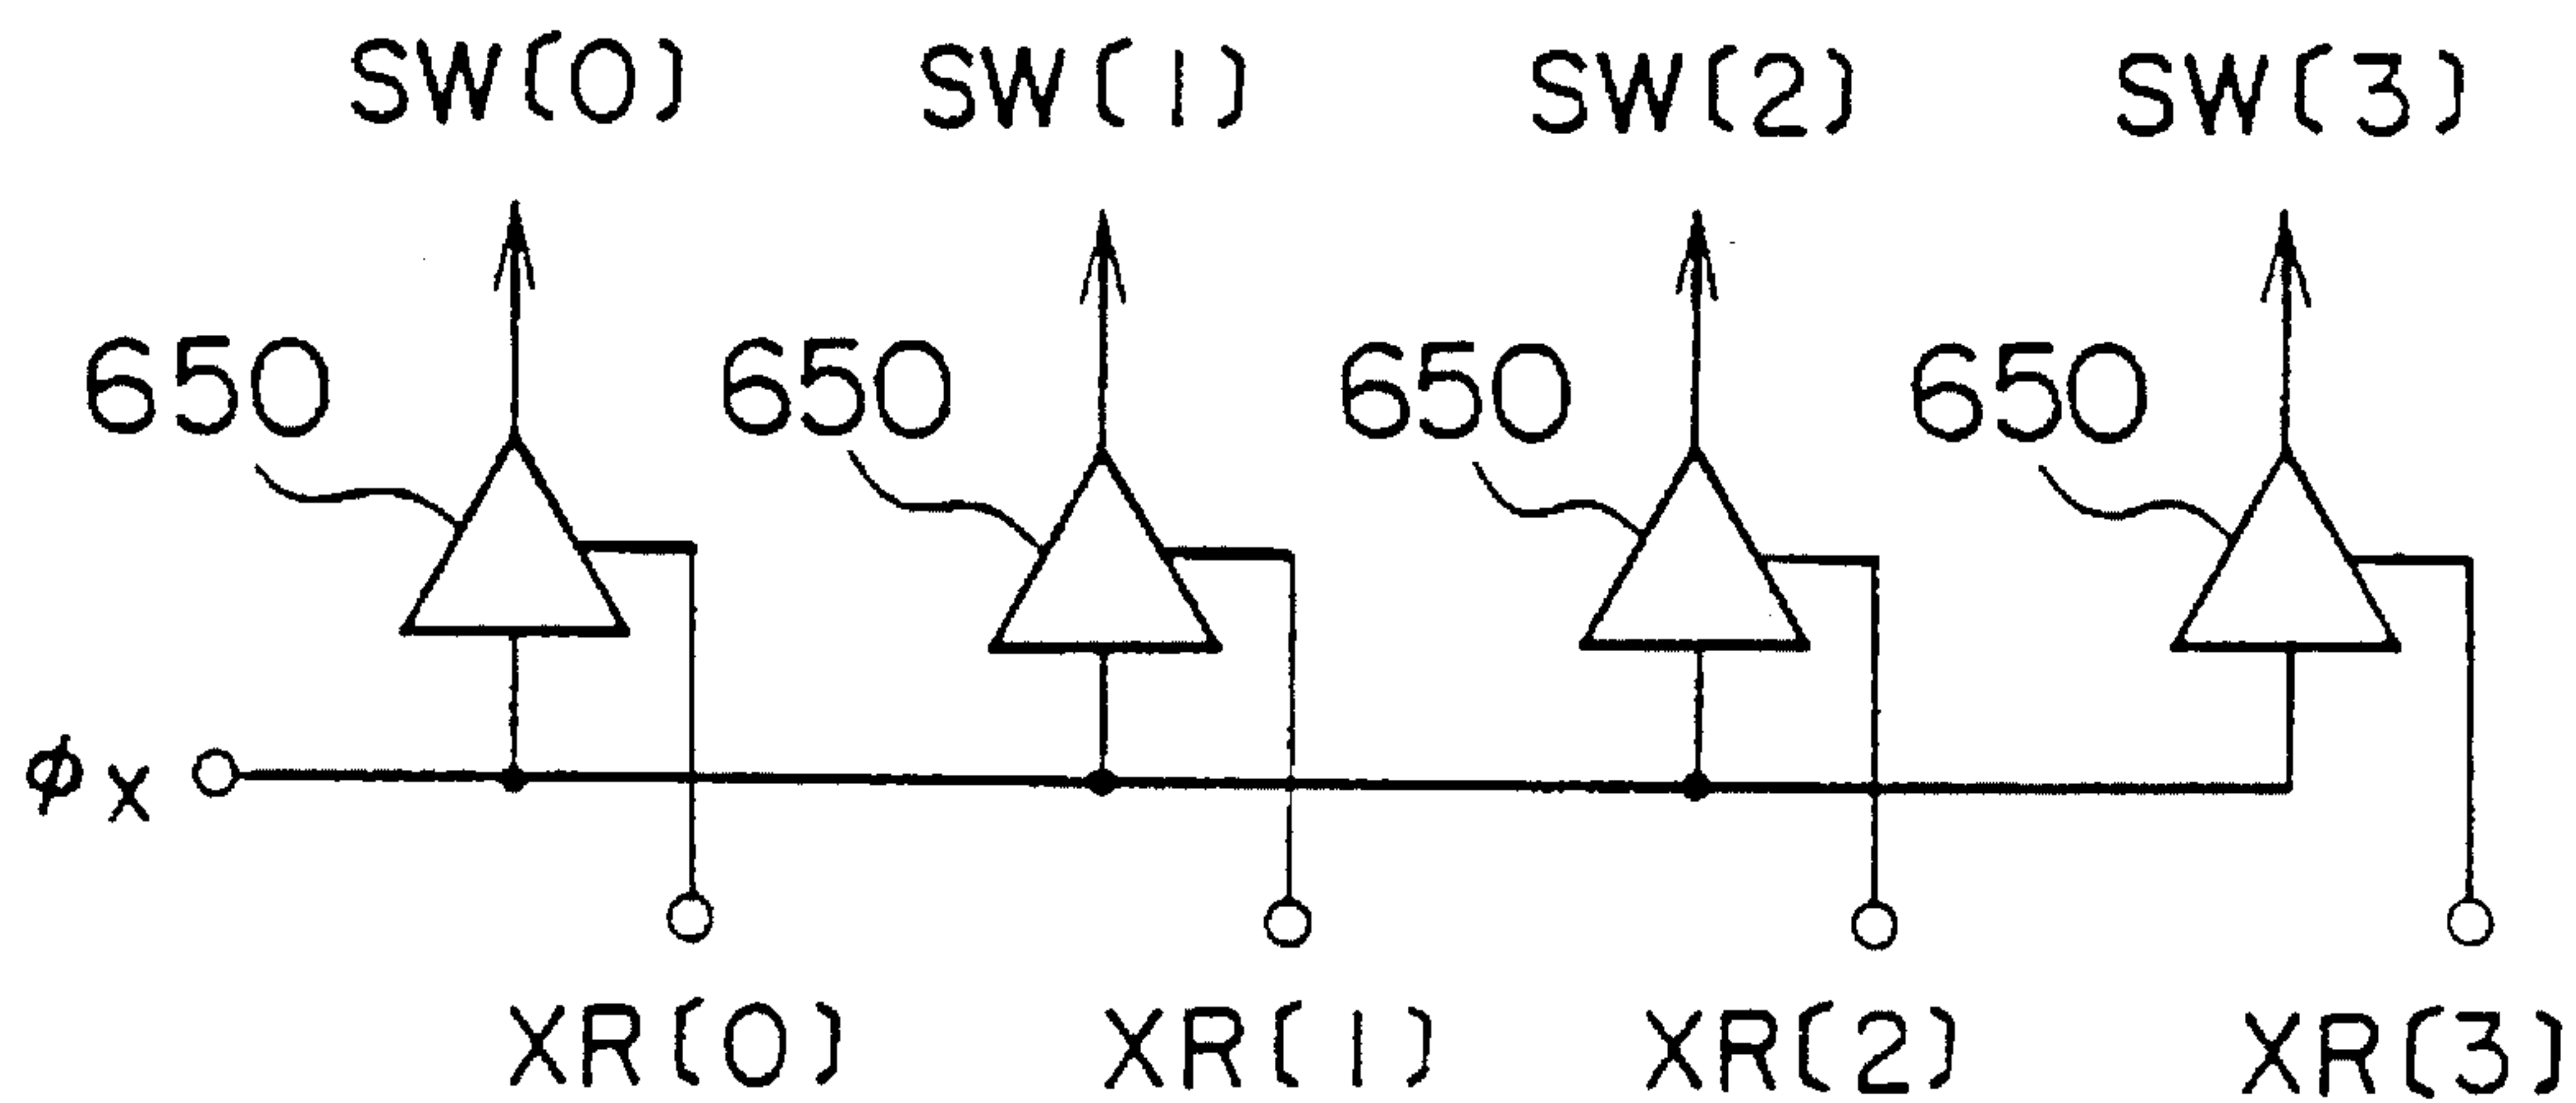 SW(0) SW(1) SW(2) SW(3)
650 650 650 650
φx
XR(0) XR(1) XR(2) XR(3)